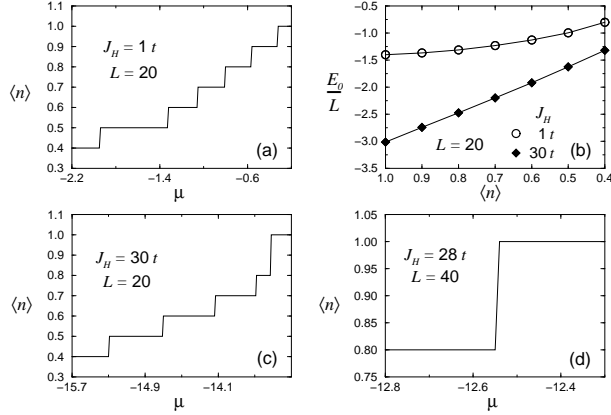 1.1
1.0
0.9
0.8
0.7
0.6
0.5
0.4
0.3
⟨n⟩
J_H = 1 t
L = 20
(a)
−2.2 −1.4 −0.6
μ
−0.5
−1.0
−1.5
−2.0
−2.5
−3.0
−3.5
E_0
L
J_H
1 t
30 t
L = 20
(b)
1.0 0.9 0.8 0.7 0.6 0.5 0.4
⟨n⟩
1.1
1.0
0.9
0.8
0.7
0.6
0.5
0.4
0.3
⟨n⟩
J_H = 30 t
L = 20
(c)
−15.7 −14.9 −14.1
μ
1.05
1.00
0.95
0.90
0.85
0.80
0.75
⟨n⟩
J_H = 28 t
L = 40
(d)
−12.8 −12.6 −12.4
μ